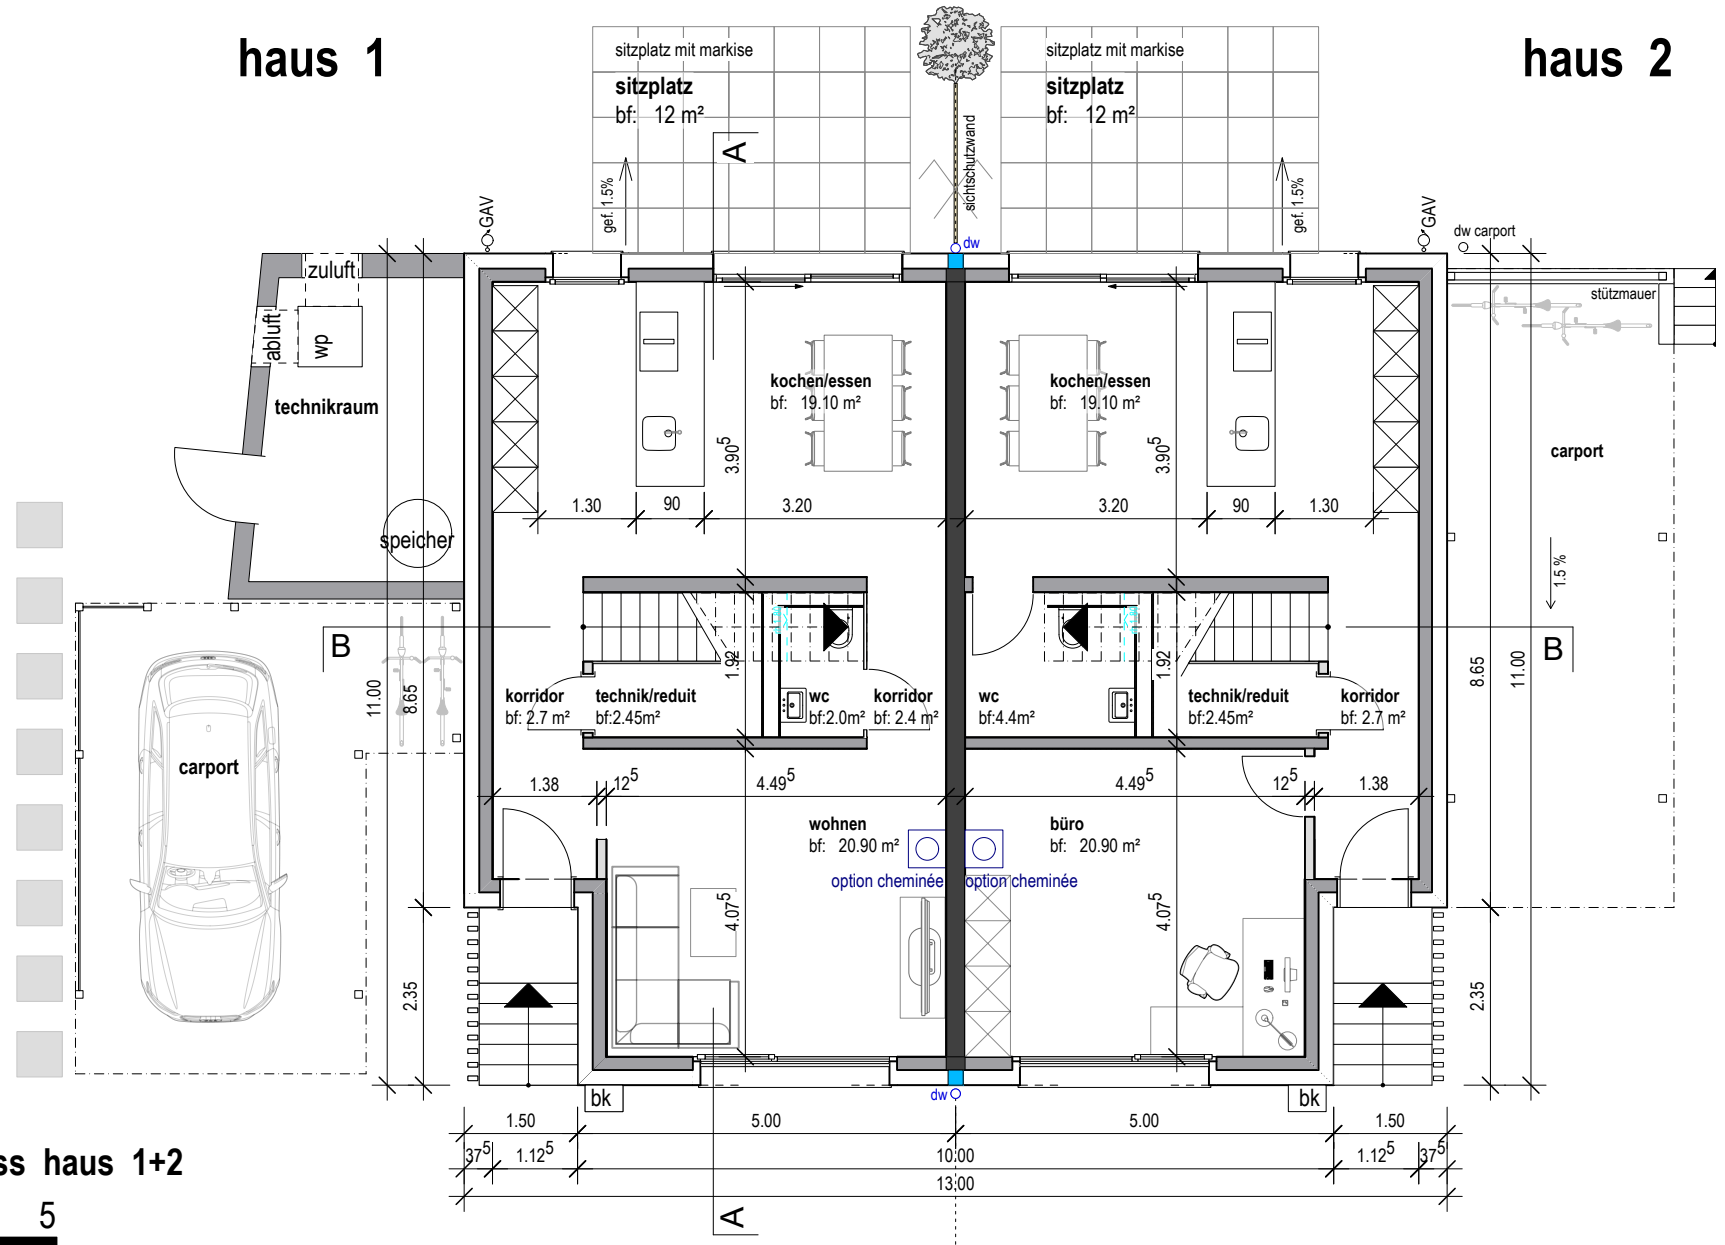 haus 1
haus 2
sitzplatz mit markise
sitzplatz
bf: 12 m²
sitzplatz mit markise
sitzplatz
bf: 12 m²
A
sichtschutzwand
gef. 1.5%
gef. 1.5%
GAV
GAV
dw
dw carport
zuluft
abluft
wp
technikraum
speicher
stützmauer
kochen/essen
bf: 19.10 m²
kochen/essen
bf: 19.10 m²
carport
3.90⁵
3.90⁵
1.30
90
3.20
3.20
90
1.30
1.5 %
B
B
1.92
1.92
11.00
8.65
8.65
11.00
korridor
bf: 2.7 m²
technik/reduit
bf:2.45m²
wc
bf:2.0m²
korridor
bf: 2.4 m²
wc
bf:4.4m²
technik/reduit
bf:2.45m²
korridor
bf: 2.7 m²
carport
1.38
12⁵
4.49⁵
4.49⁵
12⁵
1.38
wohnen
bf: 20.90 m²
büro
bf: 20.90 m²
option cheminée
option cheminée
4.07⁵
4.07⁵
2.35
2.35
bk
dw
bk
1.50
5.00
5.00
1.50
37⁵
1.12⁵
10.00
1.12⁵
37⁵
13.00
A
ss haus 1+2
5